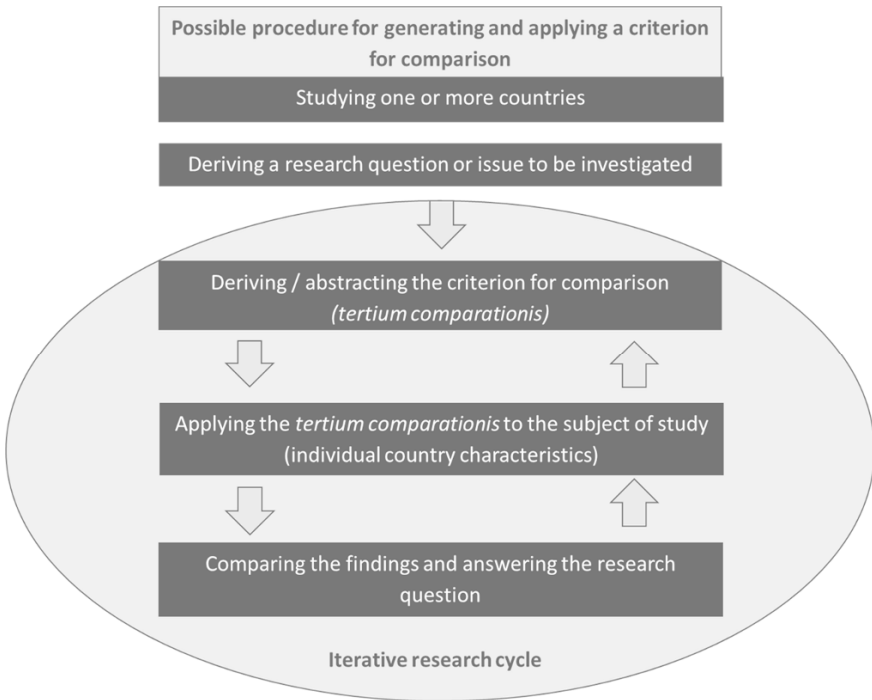 Possible procedure for generating and applying a criterion
for comparison
Studying one or more countries
Deriving a research question or issue to be investigated
Deriving / abstracting the criterion for comparison
(tertium comparationis)
Applying the tertium comparationis to the subject of study
(individual country characteristics)
Comparing the findings and answering the research
question
Iterative research cycle